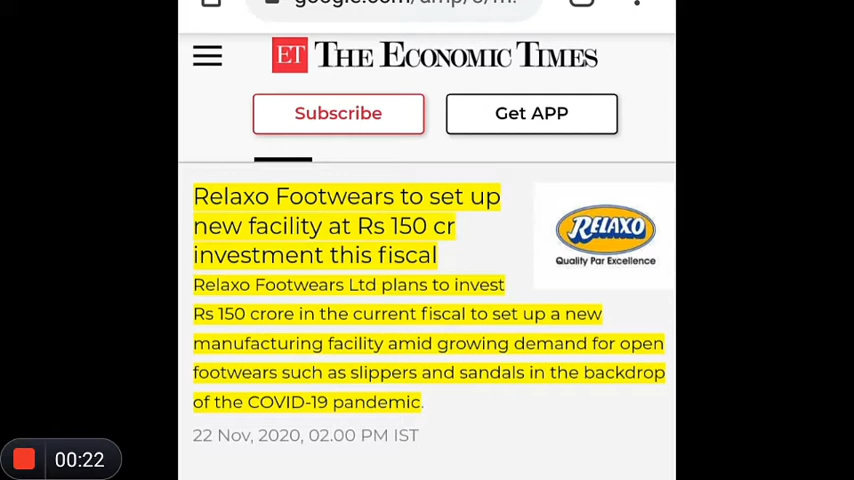 ET THE ECONOMIC TIMES
Subscribe
Get APP
Relaxo Footwears to set up
new facility at Rs 150 cr
investment this fiscal
RELAXO
Quality Par Excellence
Relaxo Footwears Ltd plans to invest
Rs 150 crore in the current fiscal to set up a new
manufacturing facility amid growing demand for open
footwears such as slippers and sandals in the backdrop
of the COVID-19 pandemic.
22 Nov, 2020, 02.00 PM IST
00:22